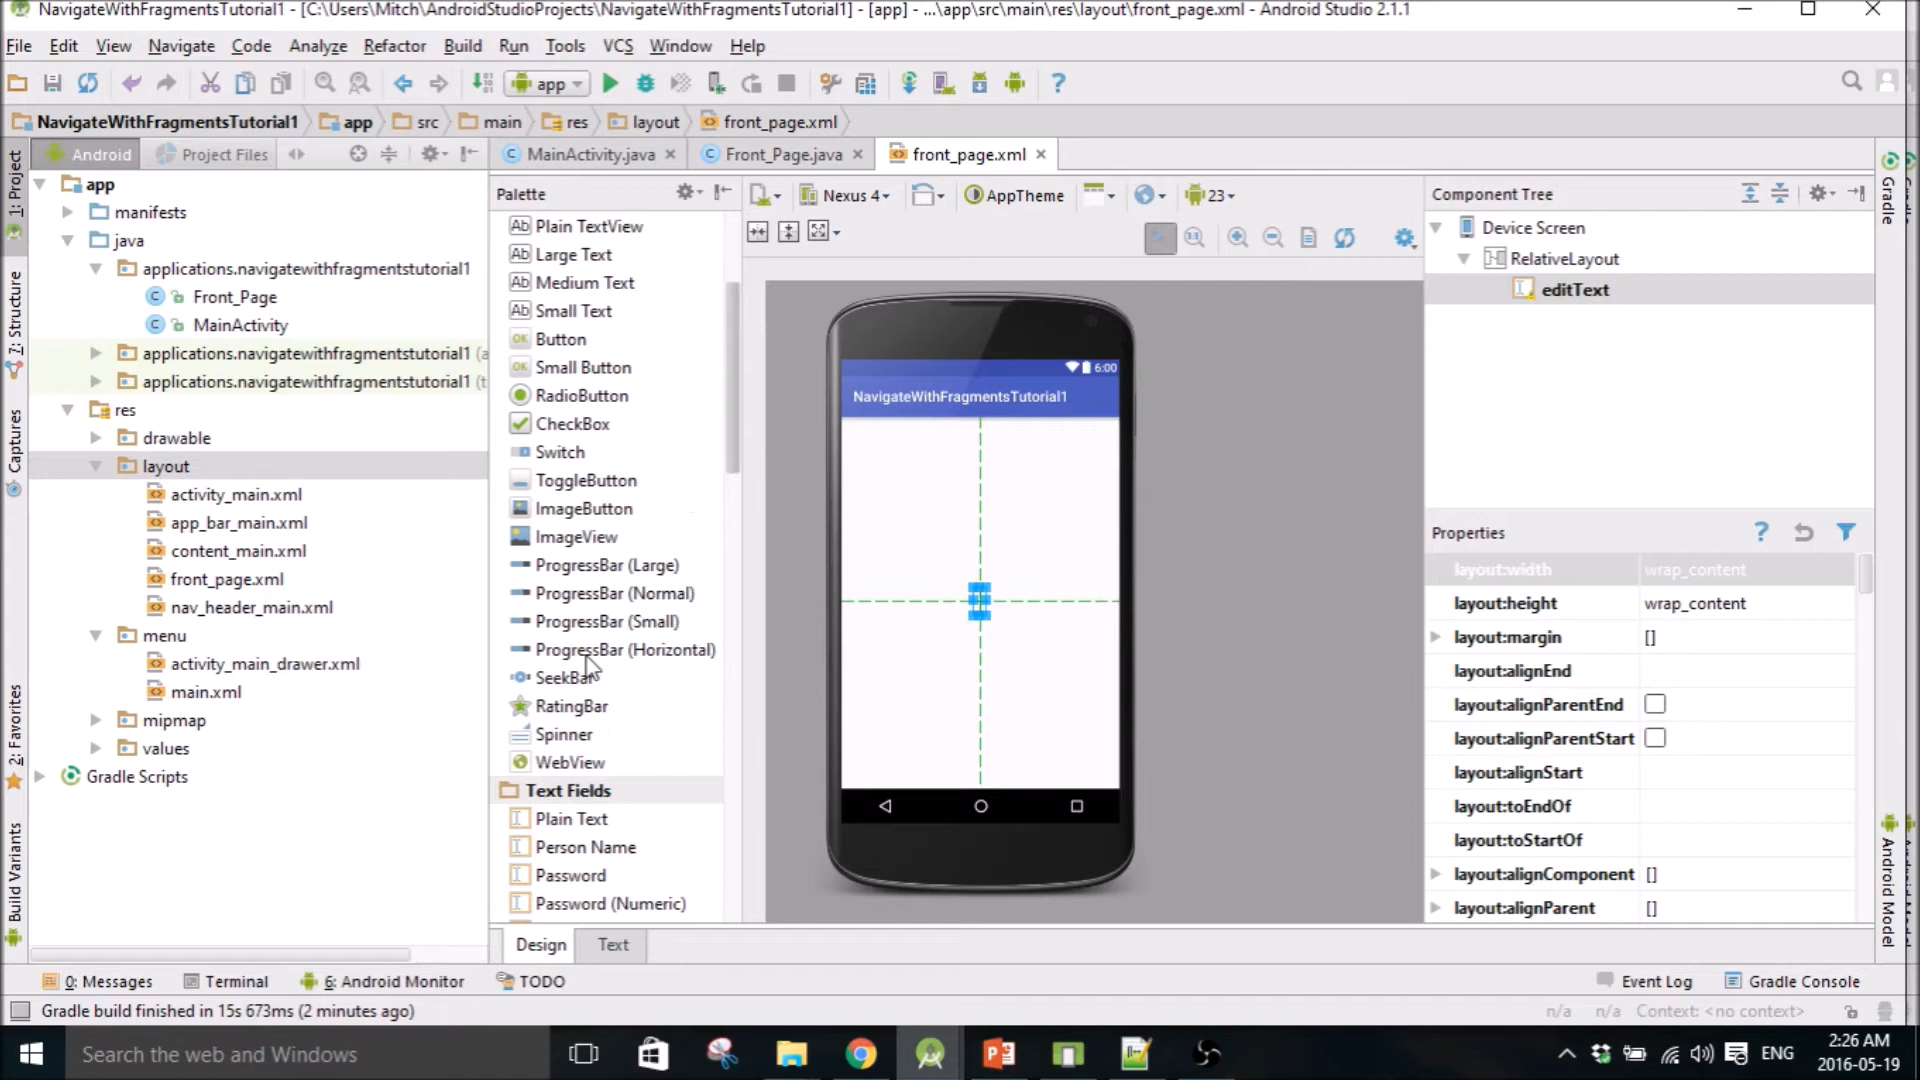 NavigateWithFragmentsTutorial1 - [C:\Users\Mitch\AndroidStudioProjects\NavigateWithFragmentsTutorial1] - [app] - ...\app\src\main\res\layout\front_page.xml - Android Studio 2.1.1
File Edit View Navigate Code Analyze Refactor Build Run Tools VCS Window Help
app
NavigateWithFragmentsTutorial1 app src main res layout front_page.xml
Android Project Files
MainActivity.java Front_Page.java front_page.xml
1: Project
7: Structure
Captures
2: Favorites
Build Variants
app
manifests
java
applications.navigatewithfragmentstutorial1
Front_Page
MainActivity
applications.navigatewithfragmentstutorial1 (a
applications.navigatewithfragmentstutorial1 (t
res
drawable
layout
activity_main.xml
app_bar_main.xml
content_main.xml
front_page.xml
nav_header_main.xml
menu
activity_main_drawer.xml
main.xml
mipmap
values
Gradle Scripts
Palette
Plain TextView
Large Text
Medium Text
Small Text
Button
Small Button
RadioButton
CheckBox
Switch
ToggleButton
ImageButton
ImageView
ProgressBar (Large)
ProgressBar (Normal)
ProgressBar (Small)
ProgressBar (Horizontal)
SeekBar
RatingBar
Spinner
WebView
Text Fields
Plain Text
Person Name
Password
Password (Numeric)
Design Text
Nexus 4 AppTheme 23
6:00
NavigateWithFragmentsTutorial1
Component Tree
Device Screen
RelativeLayout
editText
Properties
layout:width wrap_content
layout:height wrap_content
layout:margin []
layout:alignEnd
layout:alignParentEnd
layout:alignParentStart
layout:alignStart
layout:toEndOf
layout:toStartOf
layout:alignComponent []
layout:alignParent []
Gradle
Android Model
0: Messages Terminal 6: Android Monitor TODO Event Log Gradle Console
Gradle build finished in 15s 673ms (2 minutes ago) n/a n/a Context: <no context>
Search the web and Windows
ENG
2:26 AM
2016-05-19